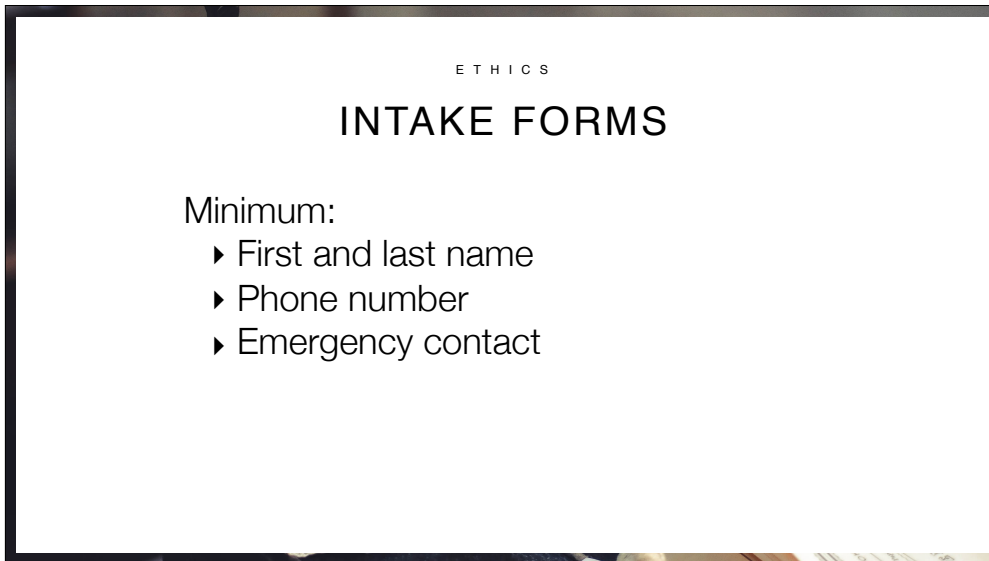 ETHICS
INTAKE FORMS
Minimum:
‣ First and last name
‣ Phone number
‣ Emergency contact